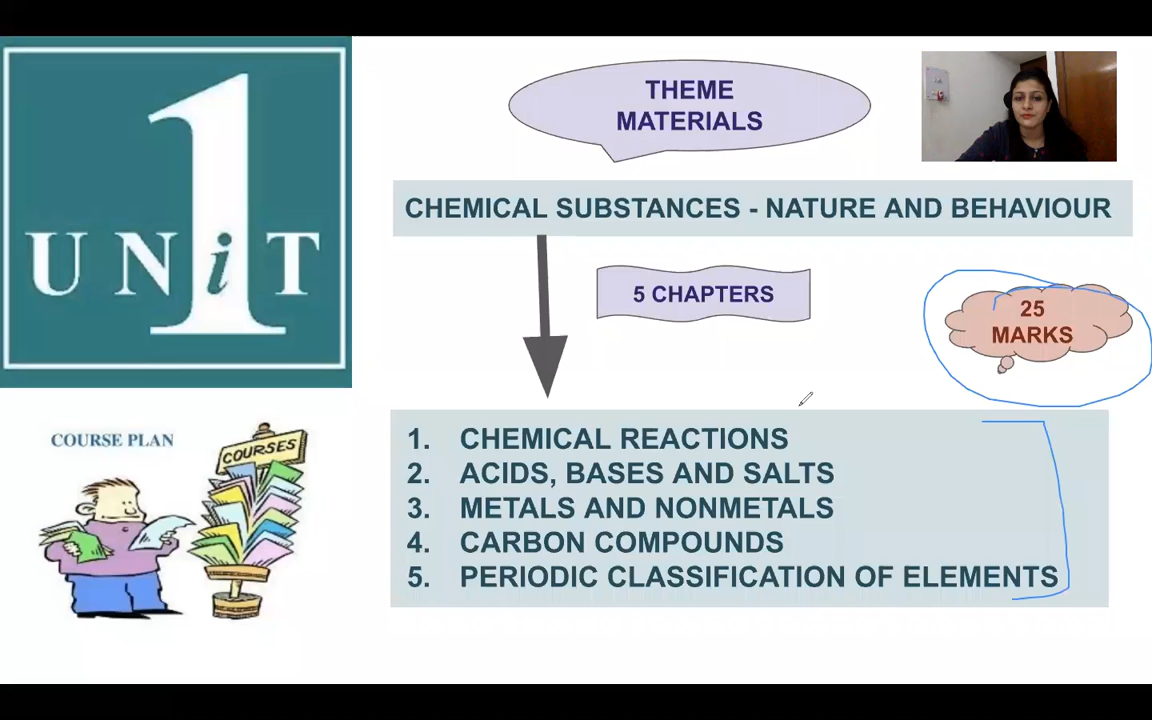 UNiT
1
THEME
MATERIALS
CHEMICAL SUBSTANCES - NATURE AND BEHAVIOUR
5 CHAPTERS
25
MARKS
COURSE PLAN
COURSES
1. CHEMICAL REACTIONS
2. ACIDS, BASES AND SALTS
3. METALS AND NONMETALS
4. CARBON COMPOUNDS
5. PERIODIC CLASSIFICATION OF ELEMENTS